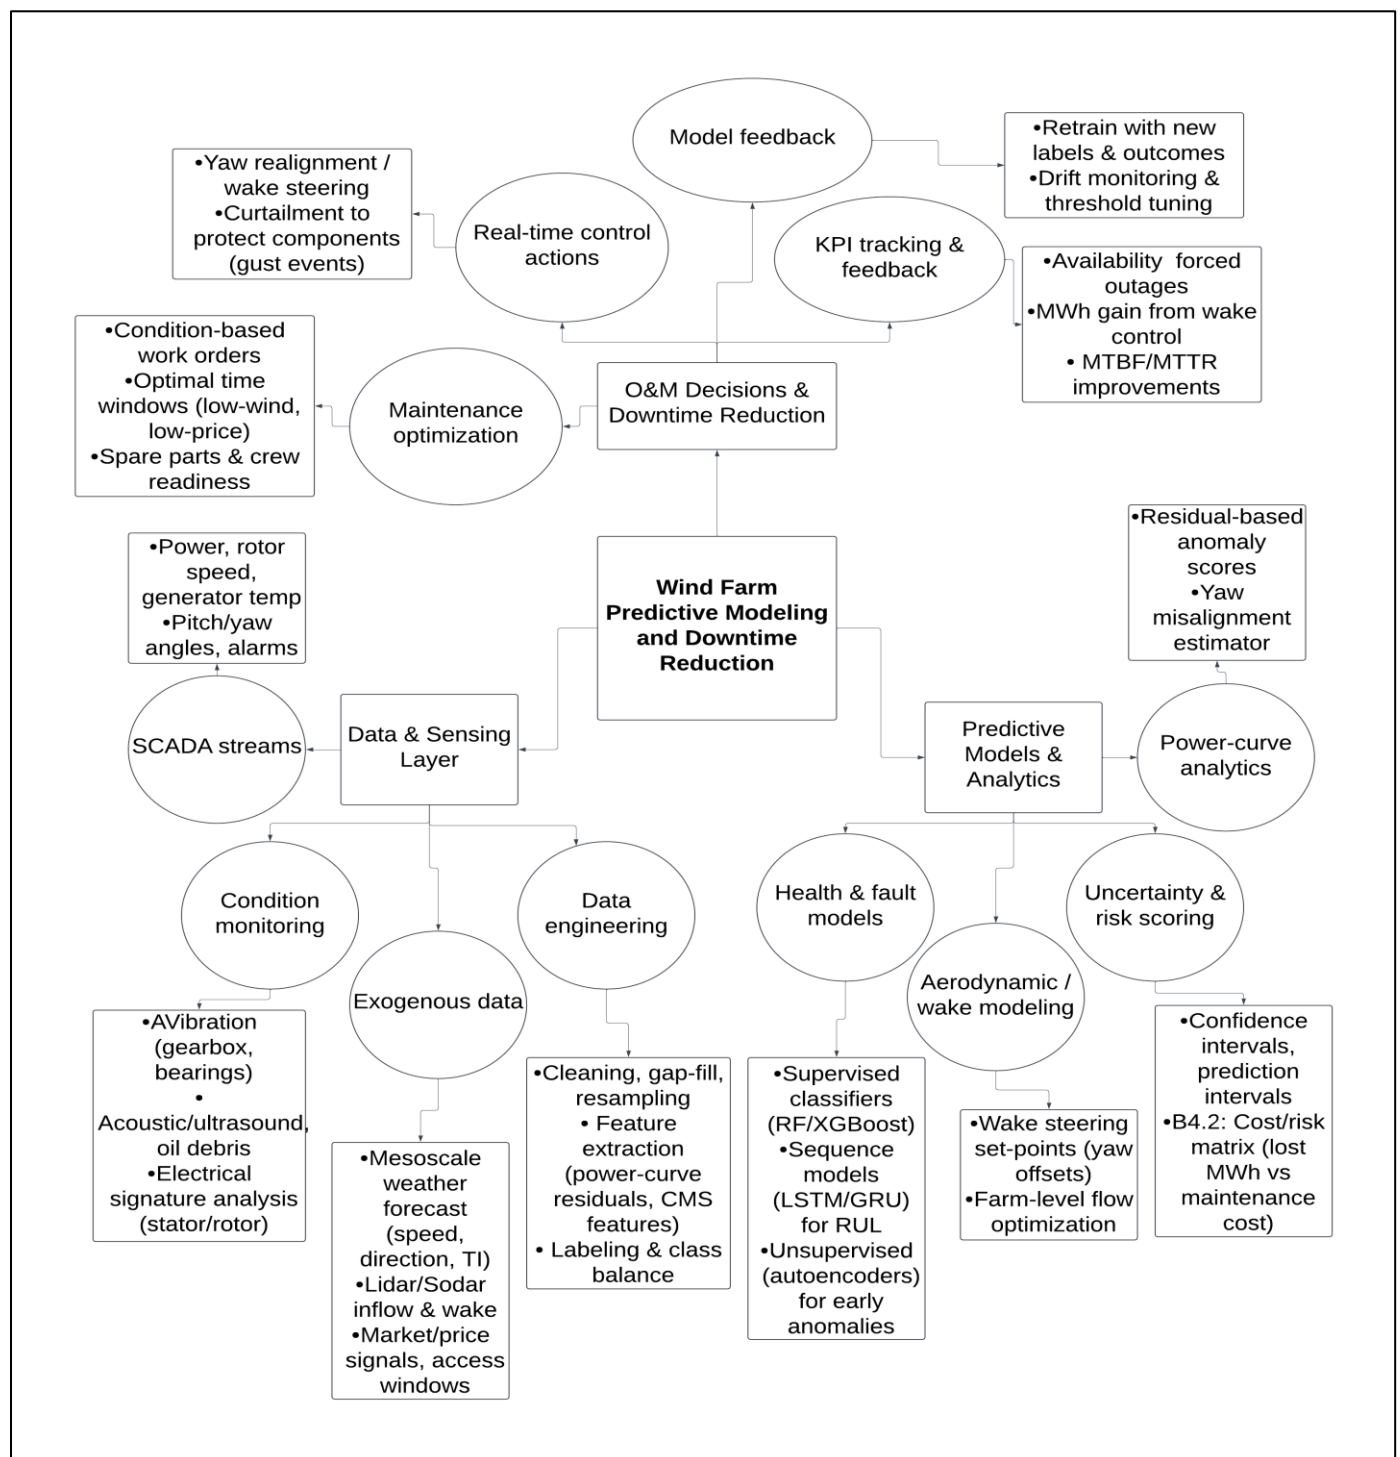 Model feedback
•Retrain with new
labels & outcomes
•Drift monitoring &
threshold tuning
•Yaw realignment /
wake steering
•Curtailment to
protect components
(gust events)
Real-time control
actions
KPI tracking &
feedback
•Availability  forced
outages
•MWh gain from wake
control
• MTBF/MTTR
improvements
•Condition-based
work orders
•Optimal time
windows (low-wind,
low-price)
•Spare parts & crew
readiness
Maintenance
optimization
O&M Decisions &
Downtime Reduction
•Power, rotor
speed,
generator temp
•Pitch/yaw
angles, alarms
Wind Farm
Predictive Modeling
and Downtime
Reduction
•Residual-based
anomaly
scores
•Yaw
misalignment
estimator
SCADA streams
Data & Sensing
Layer
Predictive
Models &
Analytics
Power-curve
analytics
Condition
monitoring
Exogenous data
Data
engineering
Health & fault
models
Aerodynamic /
wake modeling
Uncertainty &
risk scoring
•AVibration
(gearbox,
bearings)
•
Acoustic/ultrasound,
oil debris
•Electrical
signature analysis
(stator/rotor)
•Mesoscale
weather
forecast
(speed,
direction, TI)
•Lidar/Sodar
inflow & wake
•Market/price
signals, access
windows
•Cleaning, gap-fill,
resampling
• Feature
extraction
(power-curve
residuals, CMS
features)
• Labeling & class
balance
•Supervised
classifiers
(RF/XGBoost)
•Sequence
models
(LSTM/GRU)
for RUL
•Unsupervised
(autoencoders)
for early
anomalies
•Wake steering
set-points (yaw
offsets)
•Farm-level flow
optimization
•Confidence
intervals,
prediction
intervals
•B4.2: Cost/risk
matrix (lost
MWh vs
maintenance
cost)